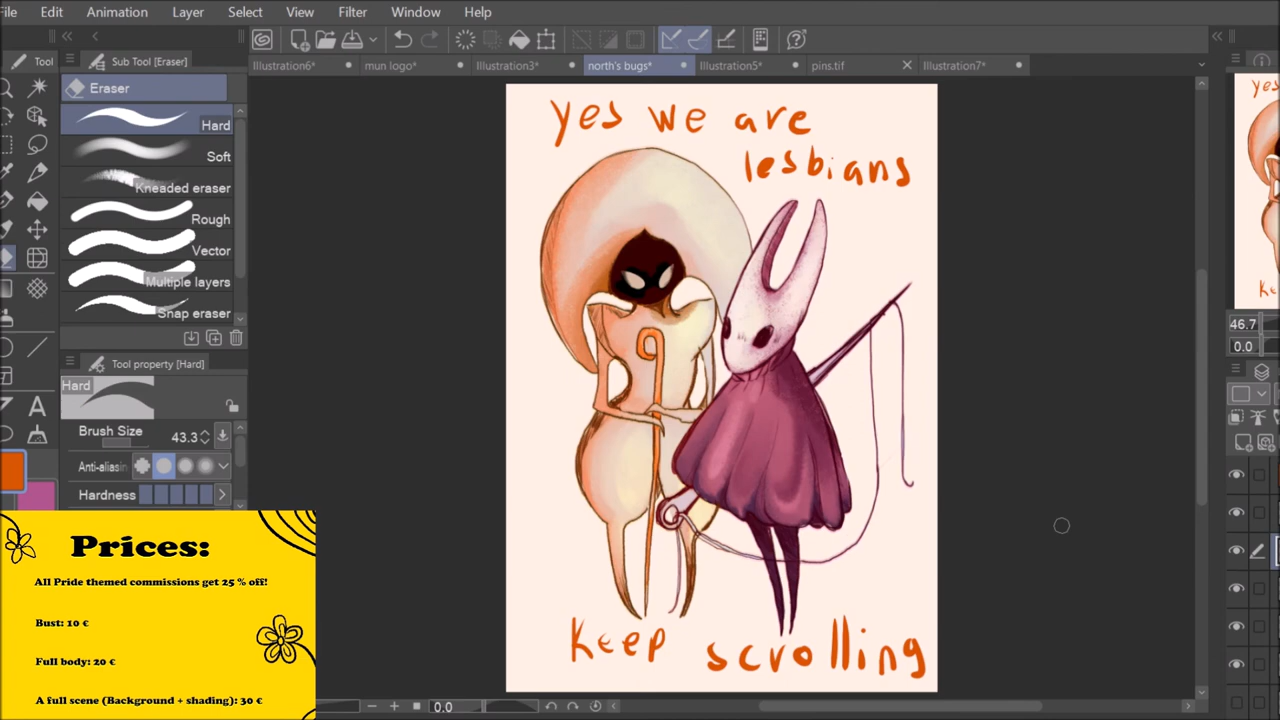 File Edit Animation Layer Select View Filter Window Help
Tool
Sub Tool [Eraser]
Illustration6* mun logo* Illustration3* north's bugs* Illustration5* pins.tif Illustration7*
Eraser
Hard
Soft
Kneaded eraser
Rough
Vector
Multiple layers
Snap eraser
Tool property [Hard]
Hard
Brush Size 43.3
Anti-aliasin
Hardness
yes we are
lesbians
keep scrolling
46.7
0.0
0.0
Prices:
All Pride themed commissions get 25 % off!
Bust: 10 €
Full body: 20 €
A full scene (Background + shading): 30 €